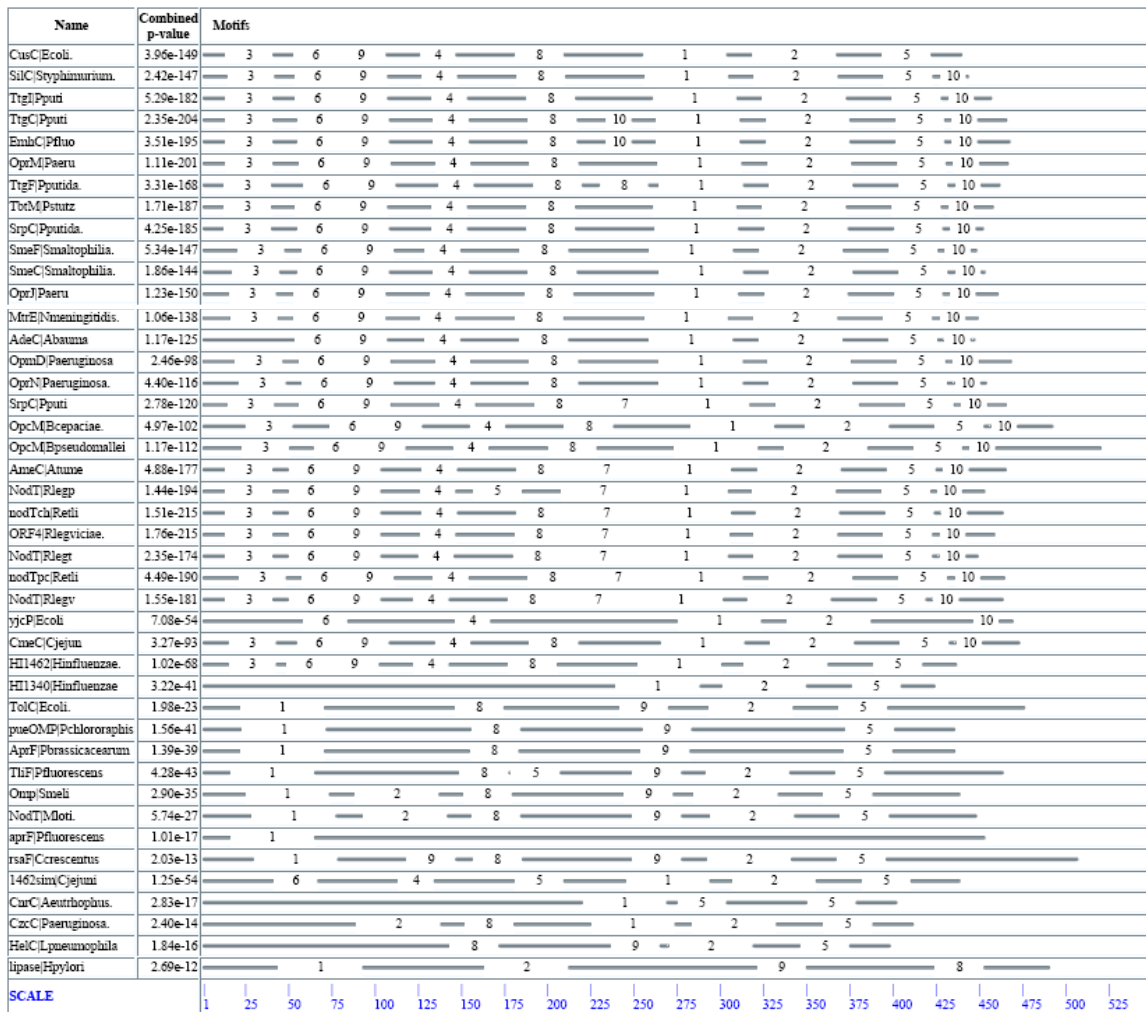 Name Combined p-value Motifs
CusC|Ecoli. 3.96e-149 3 6 9 4 8 1 2 5
SilC|Styphimurium. 2.42e-147 3 6 9 4 8 1 2 5 10
TtgI|Pputi 5.29e-182 3 6 9 4 8 1 2 5 10
TtgC|Pputi 2.35e-204 3 6 9 4 8 10 1 2 5 10
EmhC|Pfluo 3.51e-195 3 6 9 4 8 10 1 2 5 10
OprM|Paeru 1.11e-201 3 6 9 4 8 1 2 5 10
TtgF|Pputida. 3.31e-168 3 6 9 4 8 8 1 2 5 10
TbtM|Pstutz 1.71e-187 3 6 9 4 8 1 2 5 10
SrpC|Pputida. 4.25e-185 3 6 9 4 8 1 2 5 10
SmeF|Smaltophilia. 5.34e-147 3 6 9 4 8 1 2 5 10
SmeC|Smaltophilia. 1.86e-144 3 6 9 4 8 1 2 5 10
OprJ|Paeru 1.23e-150 3 6 9 4 8 1 2 5 10
MtrE|Nmeningitidis. 1.06e-138 3 6 9 4 8 1 2 5 10
AdeC|Abauma 1.17e-125 6 9 4 8 1 2 5 10
OpmD|Paeruginosa 2.46e-98 3 6 9 4 8 1 2 5 10
OprN|Paeruginosa. 4.40e-116 3 6 9 4 8 1 2 5 10
SrpC|Pputi 2.78e-120 3 6 9 4 8 7 1 2 5 10
OpcM|Bcepaciae. 4.97e-102 3 6 9 4 8 1 2 5 10
OpcM|Bpseudomallei 1.17e-112 3 6 9 4 8 1 2 5 10
AmeC|Atume 4.88e-177 3 6 9 4 8 7 1 2 5 10
NodT|Rlegp 1.44e-194 3 6 9 4 5 7 1 2 5 10
nodTch|Retli 1.51e-215 3 6 9 4 8 7 1 2 5 10
ORF4|Rlegviciae. 1.76e-215 3 6 9 4 8 7 1 2 5 10
NodT|Rlegt 2.35e-174 3 6 9 4 8 7 1 2 5 10
nodTpc|Retli 4.49e-190 3 6 9 4 8 7 1 2 5 10
NodT|Rlegv 1.55e-181 3 6 9 4 8 7 1 2 5 10
yjcP|Ecoli 7.08e-54 6 4 1 2 10
CmeC|Cjejun 3.27e-93 3 6 9 4 8 1 2 5 10
HI1462|Hinfluenzae. 1.02e-68 3 6 9 4 8 1 2 5
HI1340|Hinfluenzae 3.22e-41 1 2 5
TolC|Ecoli. 1.98e-23 1 8 9 2 5
pueOMP|Pchlororaphis 1.56e-41 1 8 9 5
AprF|Pbrassicacearum 1.39e-39 1 8 9 5
TliF|Pfluorescens 4.28e-43 1 8 5 9 2 5
Omp|Smeli 2.90e-35 1 2 8 9 2 5
NodT|Mloti. 5.74e-27 1 2 8 9 2 5
aprF|Pfluorescens 1.01e-17 1
rsaF|Ccrescentus 2.03e-13 1 9 8 9 2 5
1462sim|Cjejuni 1.25e-54 6 4 5 1 2 5
CnrC|Aeutrhophus. 2.83e-17 1 5 5
CzcC|Paeruginosa. 2.40e-14 2 8 1 2 5
HelC|Lpneumophila 1.84e-16 8 9 2 5
lipase|Hpylori 2.69e-12 1 2 9 8
SCALE 1 25 50 75 100 125 150 175 200 225 250 275 300 325 350 375 400 425 450 475 500 525